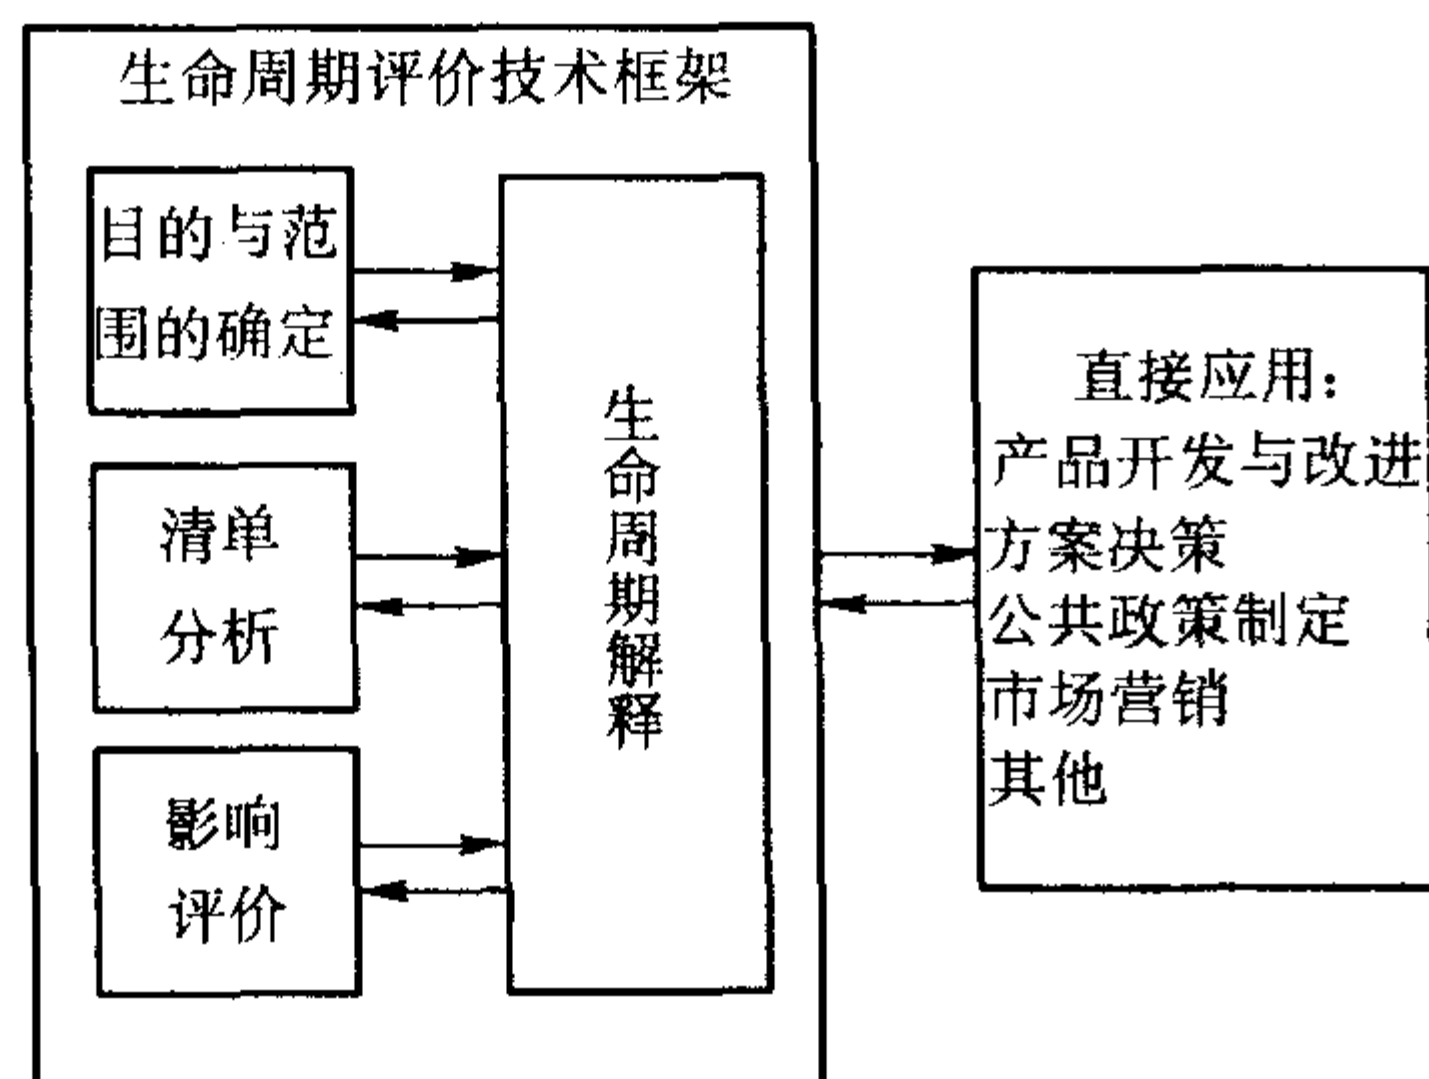 生命周期评价技术框架
目的与范
围的确定
清单
分析
影响
评价
生命周期解释
直接应用：
产品开发与改进
方案决策
公共政策制定
市场营销
其他